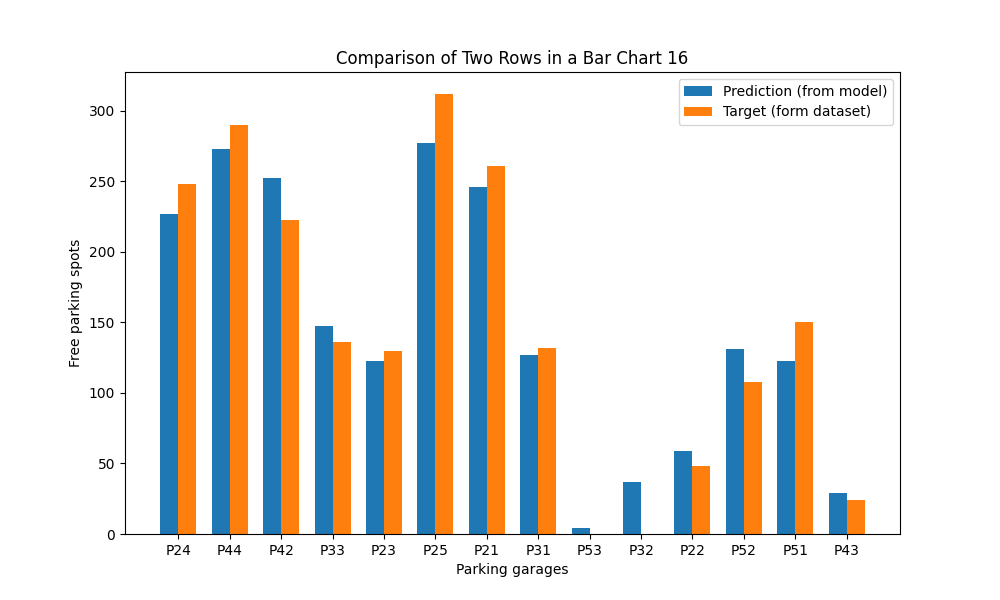 Comparison of Two Rows in a Bar Chart 16
Prediction (from model)
Target (form dataset)
Free parking spots
300
250
200
150
100
50
0
P24 P44 P42 P33 P23 P25 P21 P31 P53 P32 P22 P52 P51 P43
Parking garages